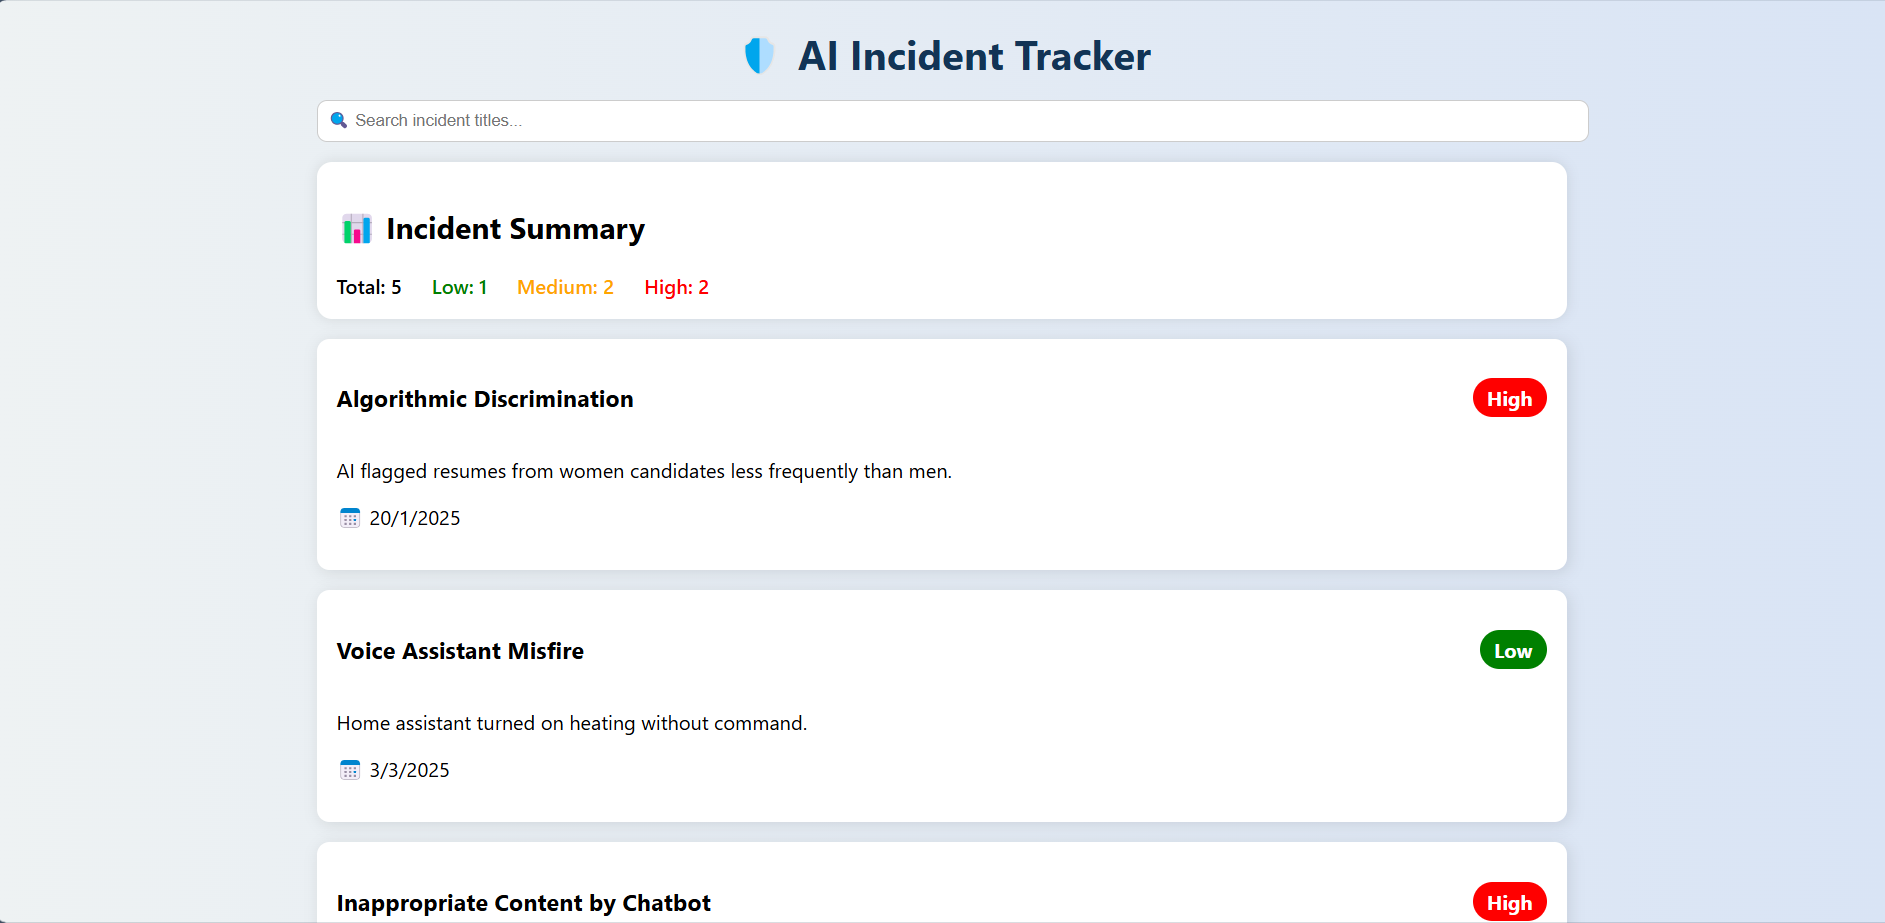 AI Incident Tracker
Search incident titles...
Incident Summary
Total: 5 Low: 1 Medium: 2 High: 2
Algorithmic Discrimination High
AI flagged resumes from women candidates less frequently than men.
20/1/2025
Voice Assistant Misfire Low
Home assistant turned on heating without command.
3/3/2025
Inappropriate Content by Chatbot High